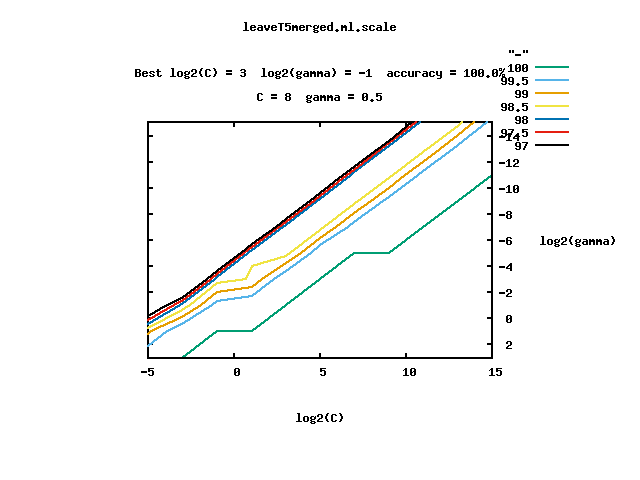 leaveT5merged.ml.scale
"-"
Best log2(C) = 3  log2(gamma) = -1  accuracy = 100.0%
100
99.5
99
98.5
98
97.5
97
C = 8  gamma = 0.5
-14
-12
-10
-8
-6
-4
-2
0
2
log2(gamma)
-5 0 5 10 15
log2(C)